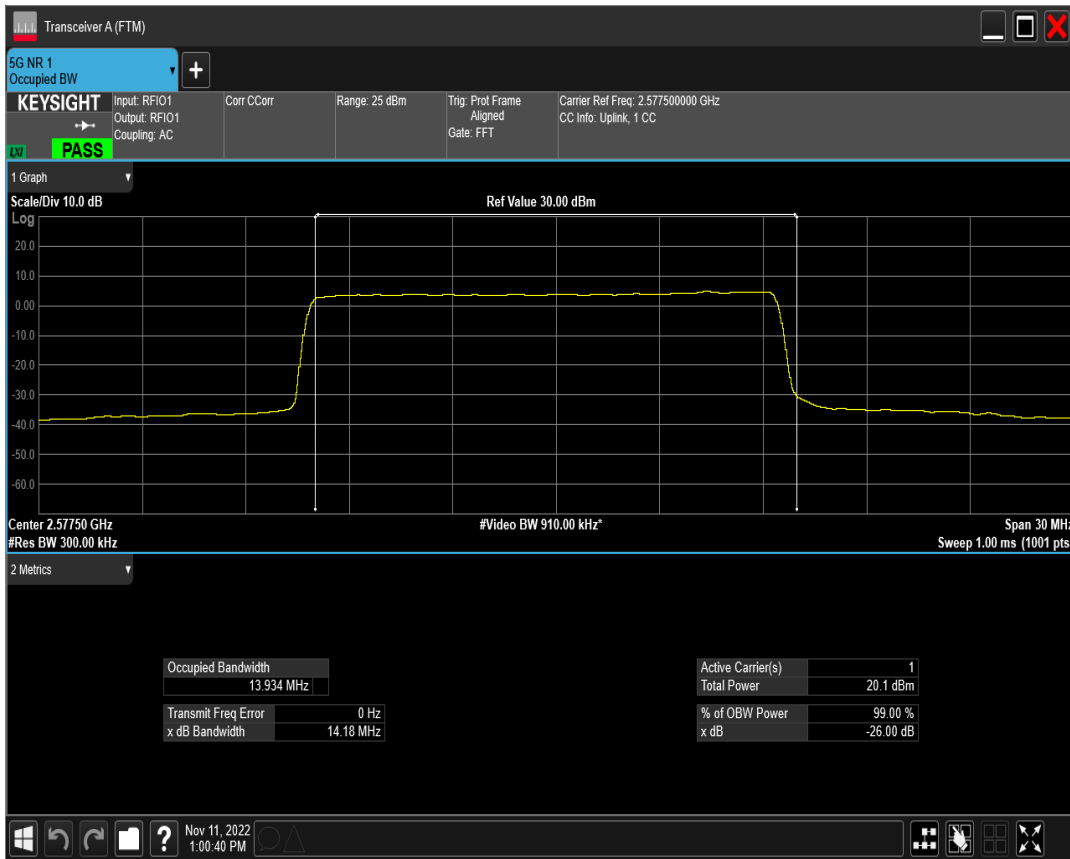 Transceiver A (FTM)
5G NR 1
Occupied BW
+
KEYSIGHT
LXI
PASS
Input: RFIO1
Output: RFIO1
Coupling: AC
Corr CCorr
Range: 25 dBm
Trig: Prot Frame
Aligned
Gate: FFT
Carrier Ref Freq: 2.577500000 GHz
CC Info: Uplink, 1 CC
1 Graph
Scale/Div 10.0 dB
Ref Value 30.00 dBm
Log
20.0
10.0
0.00
-10.0
-20.0
-30.0
-40.0
-50.0
-60.0
Center 2.57750 GHz
#Video BW 910.00 kHz*
Span 30 MHz
#Res BW 300.00 kHz
Sweep 1.00 ms (1001 pts
2 Metrics
Occupied Bandwidth
13.934 MHz
Transmit Freq Error 0 Hz
x dB Bandwidth 14.18 MHz
Active Carrier(s) 1
Total Power 20.1 dBm
% of OBW Power 99.00 %
x dB -26.00 dB
?
Nov 11, 2022
1:00:40 PM